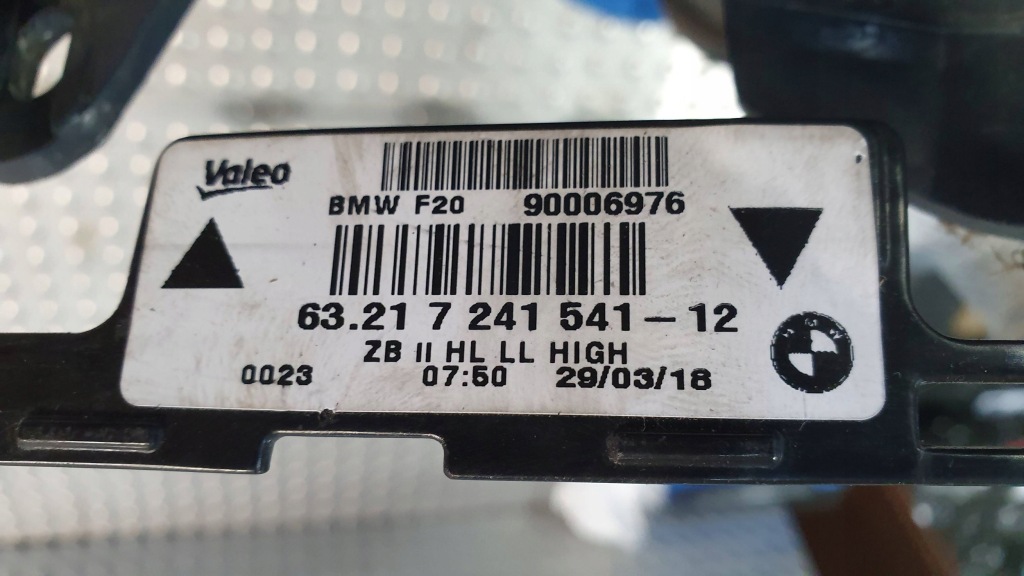 Valeo
BMW F20 90006976
63.21 7 241 541-12
ZB II HL LL HIGH
0023 07:50 29/03/18
BMW